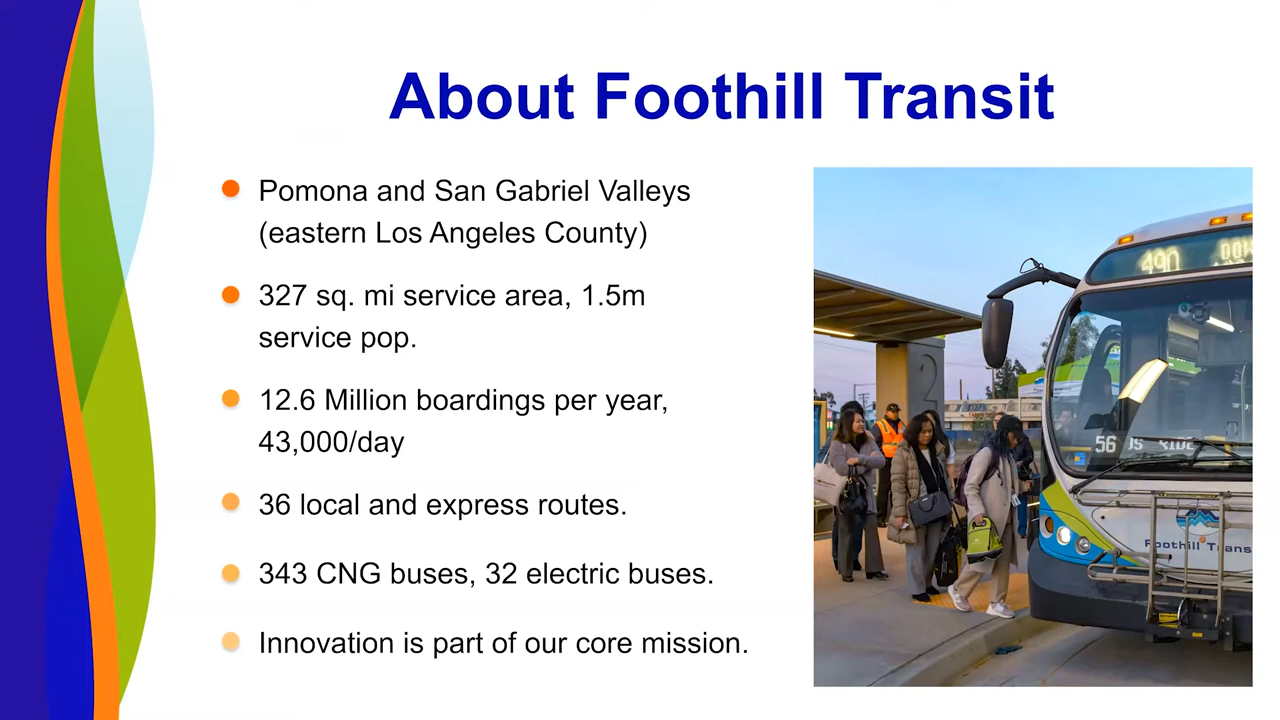 About Foothill Transit
Pomona and San Gabriel Valleys
(eastern Los Angeles County)
327 sq. mi service area, 1.5m
service pop.
12.6 Million boardings per year,
43,000/day
36 local and express routes.
343 CNG buses, 32 electric buses.
Innovation is part of our core mission.
490
2
56
Foothill Trans